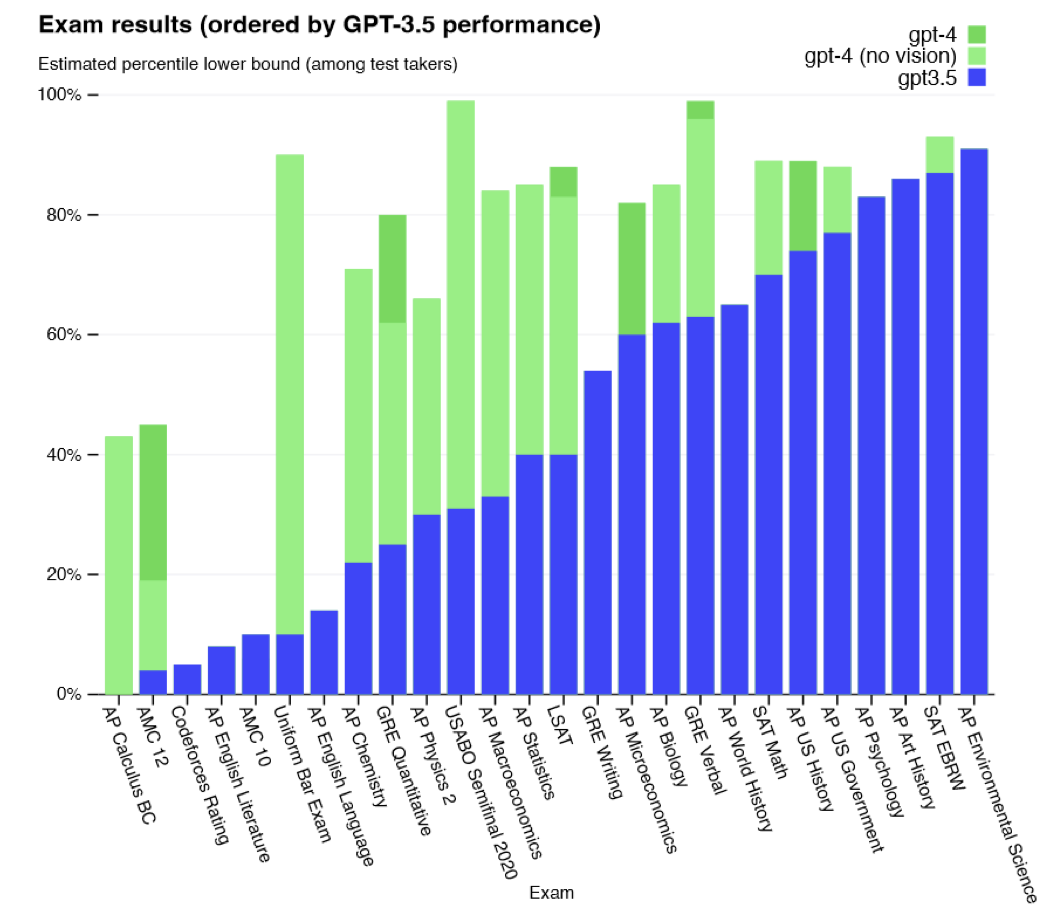 Exam results (ordered by GPT-3.5 performance)
Estimated percentile lower bound (among test takers)
gpt-4
gpt-4 (no vision)
gpt3.5
100%
80%
60%
40%
20%
0%
AP Calculus BC
AMC 12
Codeforces Rating
AP English Literature
AMC 10
Uniform Bar Exam
AP English Language
AP Chemistry
GRE Quantitative
AP Physics 2
USABO Semifinal 2020
AP Macroeconomics
AP Statistics
LSAT
GRE Writing
AP Microeconomics
AP Biology
GRE Verbal
AP World History
SAT Math
AP US History
AP US Government
AP Psychology
AP Art History
SAT EBRW
AP Environmental Science
Exam